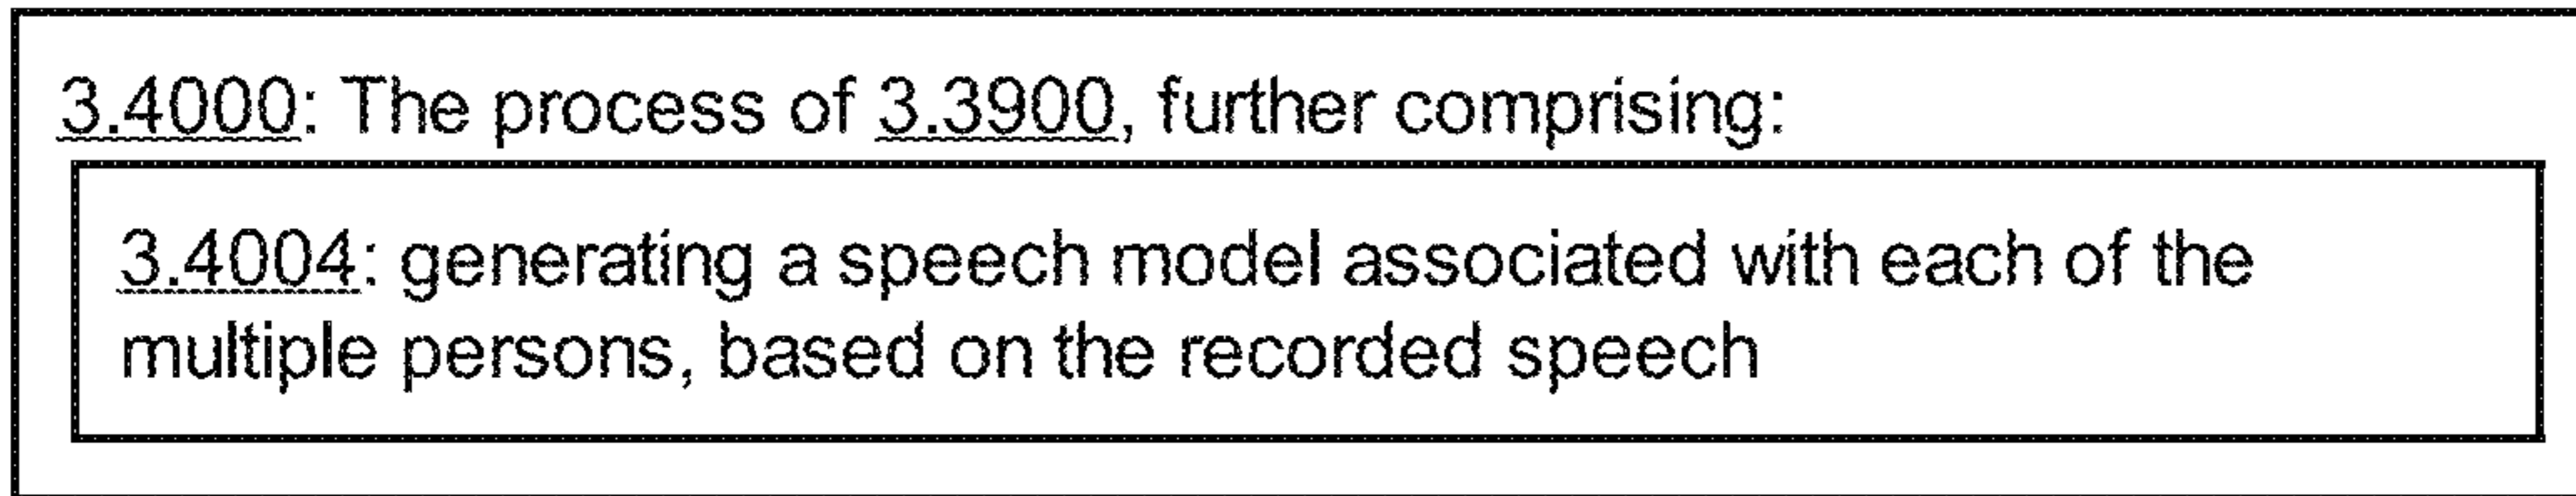 3.4000: The process of 3.3900, further comprising:
3.4004: generating a speech model associated with each of the
multiple persons, based on the recorded speech